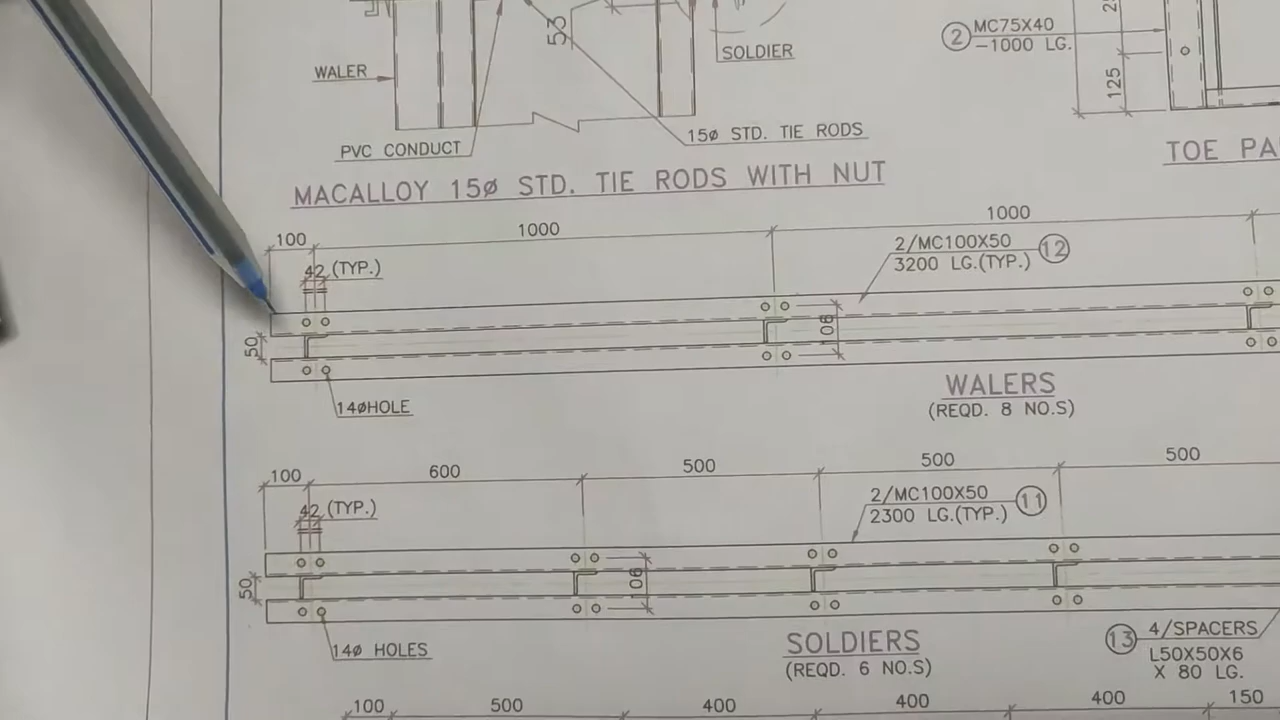 53
2
MC75X40
-1000 LG.
SOLDIER
WALER
125
15ø STD. TIE RODS
PVC CONDUCT
TOE PA
MACALLOY 15ø STD. TIE RODS WITH NUT
100
1000
1000
42 (TYP.)
2/MC100X50
3200 LG.(TYP.)
12
50
108
14øHOLE
WALERS
(REQD. 8 NO.S)
100
600
500
500
500
42 (TYP.)
2/MC100X50
2300 LG.(TYP.)
11
50
106
14ø HOLES
SOLDIERS
(REQD. 6 NO.S)
13
4/SPACERS
L50X50X6
X 80 LG.
100
500
400
400
400
150